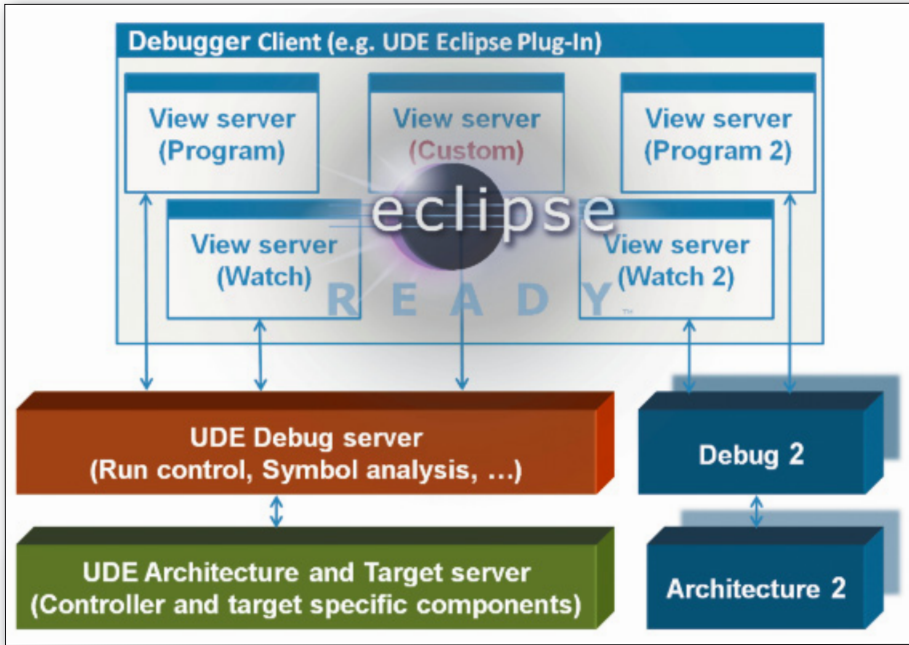 Debugger Client (e.g. UDE Eclipse Plug-In)
View server
(Program)
View server
(Custom)
View server
(Program 2)
View server
(Watch)
View server
(Watch 2)
eclipse
READY™
UDE Debug server
(Run control, Symbol analysis, …)
Debug 2
UDE Architecture and Target server
(Controller and target specific components)
Architecture 2